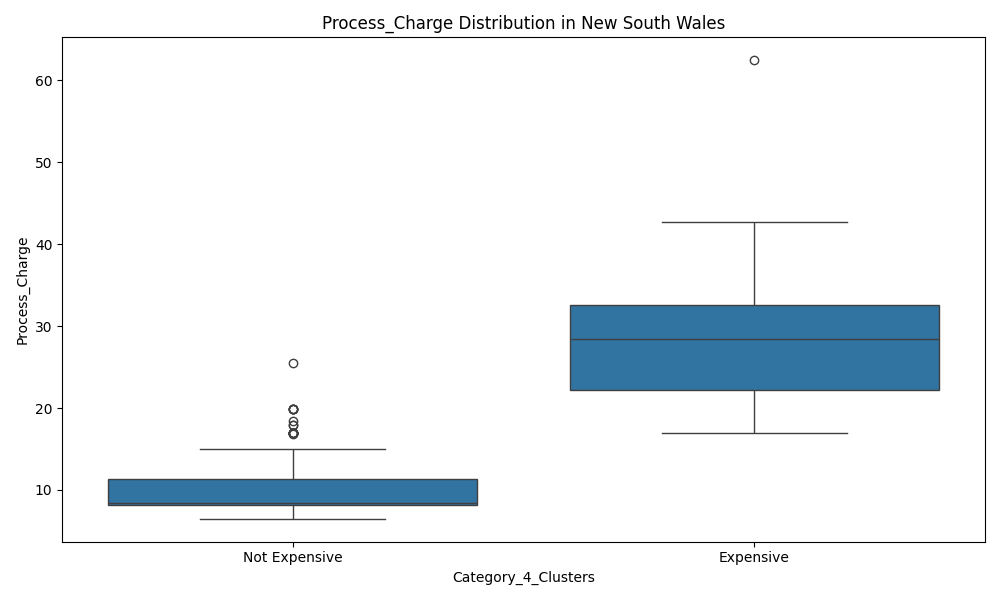 Process_Charge Distribution in New South Wales
Process_Charge
60
50
40
30
20
10
Not Expensive
Expensive
Category_4_Clusters